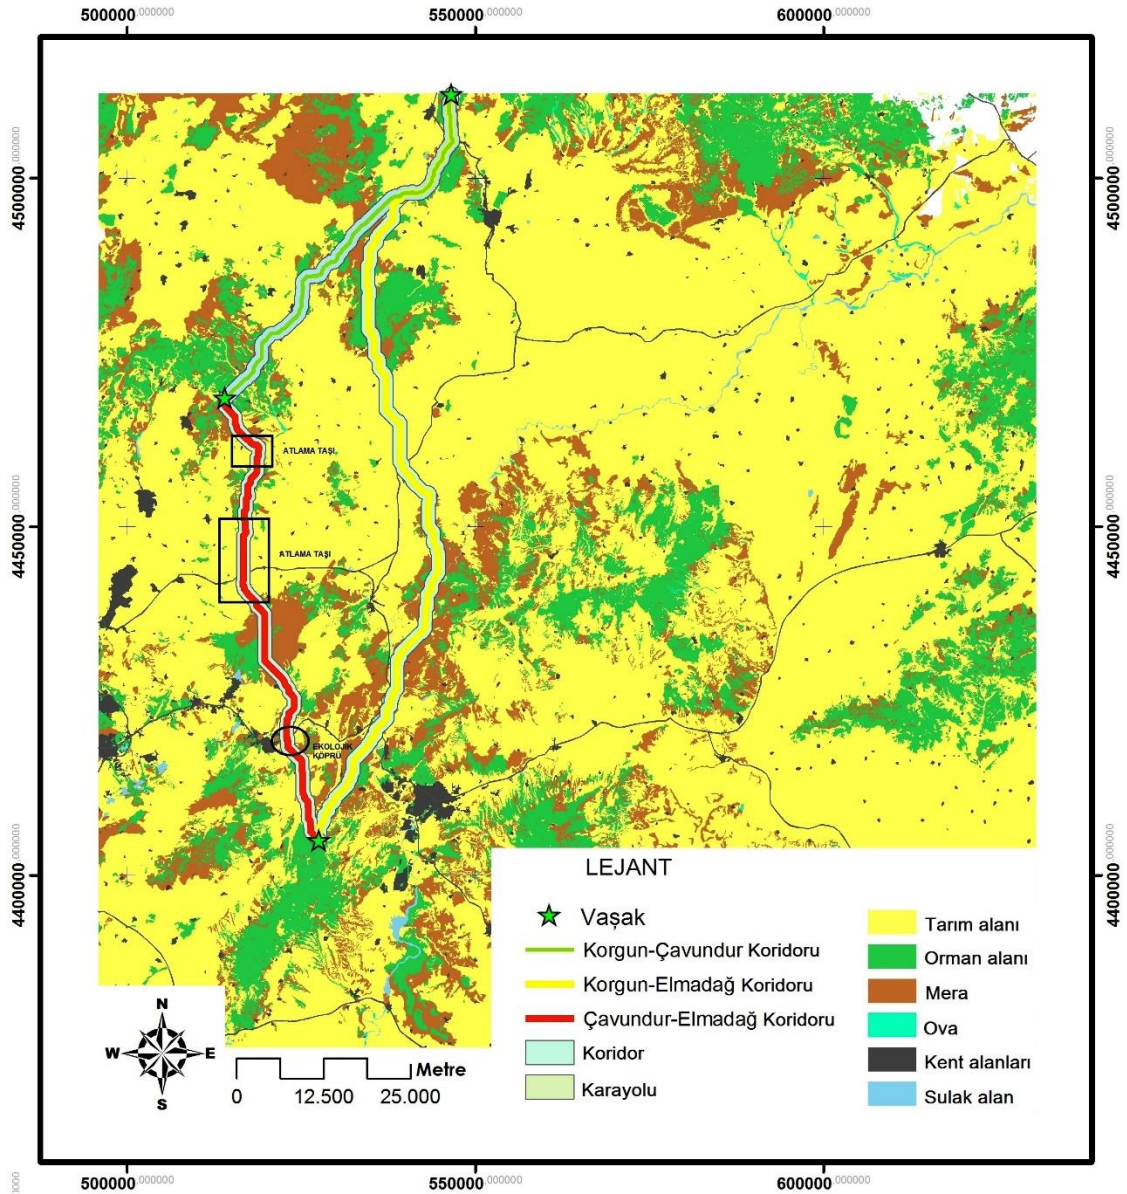 500000,000000 550000,000000 600000,000000
4500000,000000 4500000,000000
ATLAMA TAŞI
4450000,000000 4450000,000000
ATLAMA TAŞI
EKOLOJIK
KÖPRÜ
4400000,000000 4400000,000000
LEJANT
Vaşak
Korgun-Çavundur Koridoru
Korgun-Elmadağ Koridoru
Çavundur-Elmadağ Koridoru
Koridor
Karayolu
Tarım alanı
Orman alanı
Mera
Ova
Kent alanları
Sulak alan
N
W E
S
Metre
0 12.500 25.000
500000,000000 550000,000000 600000,000000